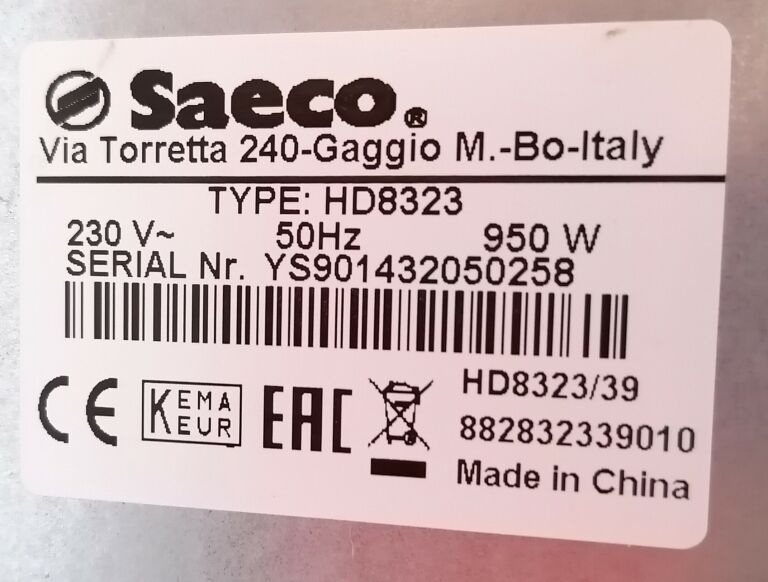 Saeco®
Via Torretta 240-Gaggio M.-Bo-Italy
TYPE: HD8323
230 V~ 50Hz 950 W
SERIAL Nr. YS901432050258
CE KEMA EUR EAC
HD8323/39
882832339010
Made in China